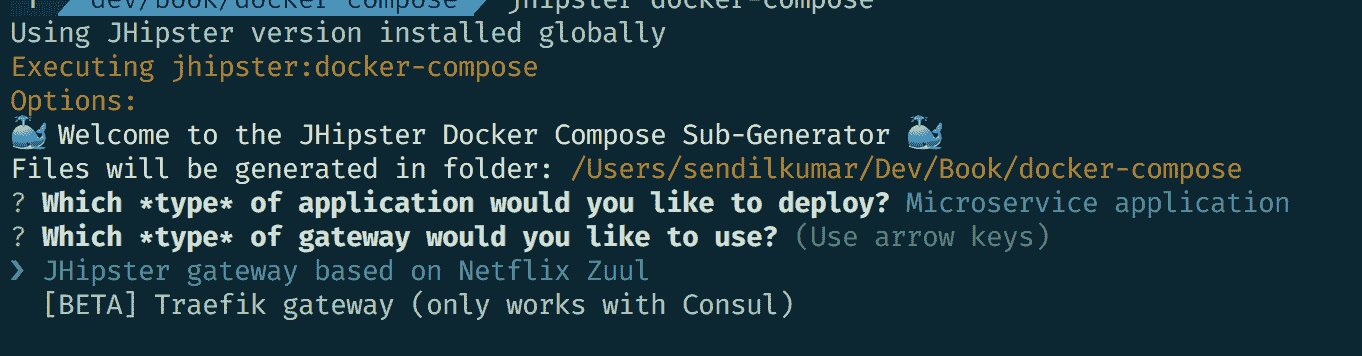 dev/book/docker-compose jhipster docker-compose
Using JHipster version installed globally
Executing jhipster:docker-compose
Options:
🐳 Welcome to the JHipster Docker Compose Sub-Generator 🐳
Files will be generated in folder: /Users/sendilkumar/Dev/Book/docker-compose
? Which *type* of application would you like to deploy? Microservice application
? Which *type* of gateway would you like to use? (Use arrow keys)
❯ JHipster gateway based on Netflix Zuul
[BETA] Traefik gateway (only works with Consul)